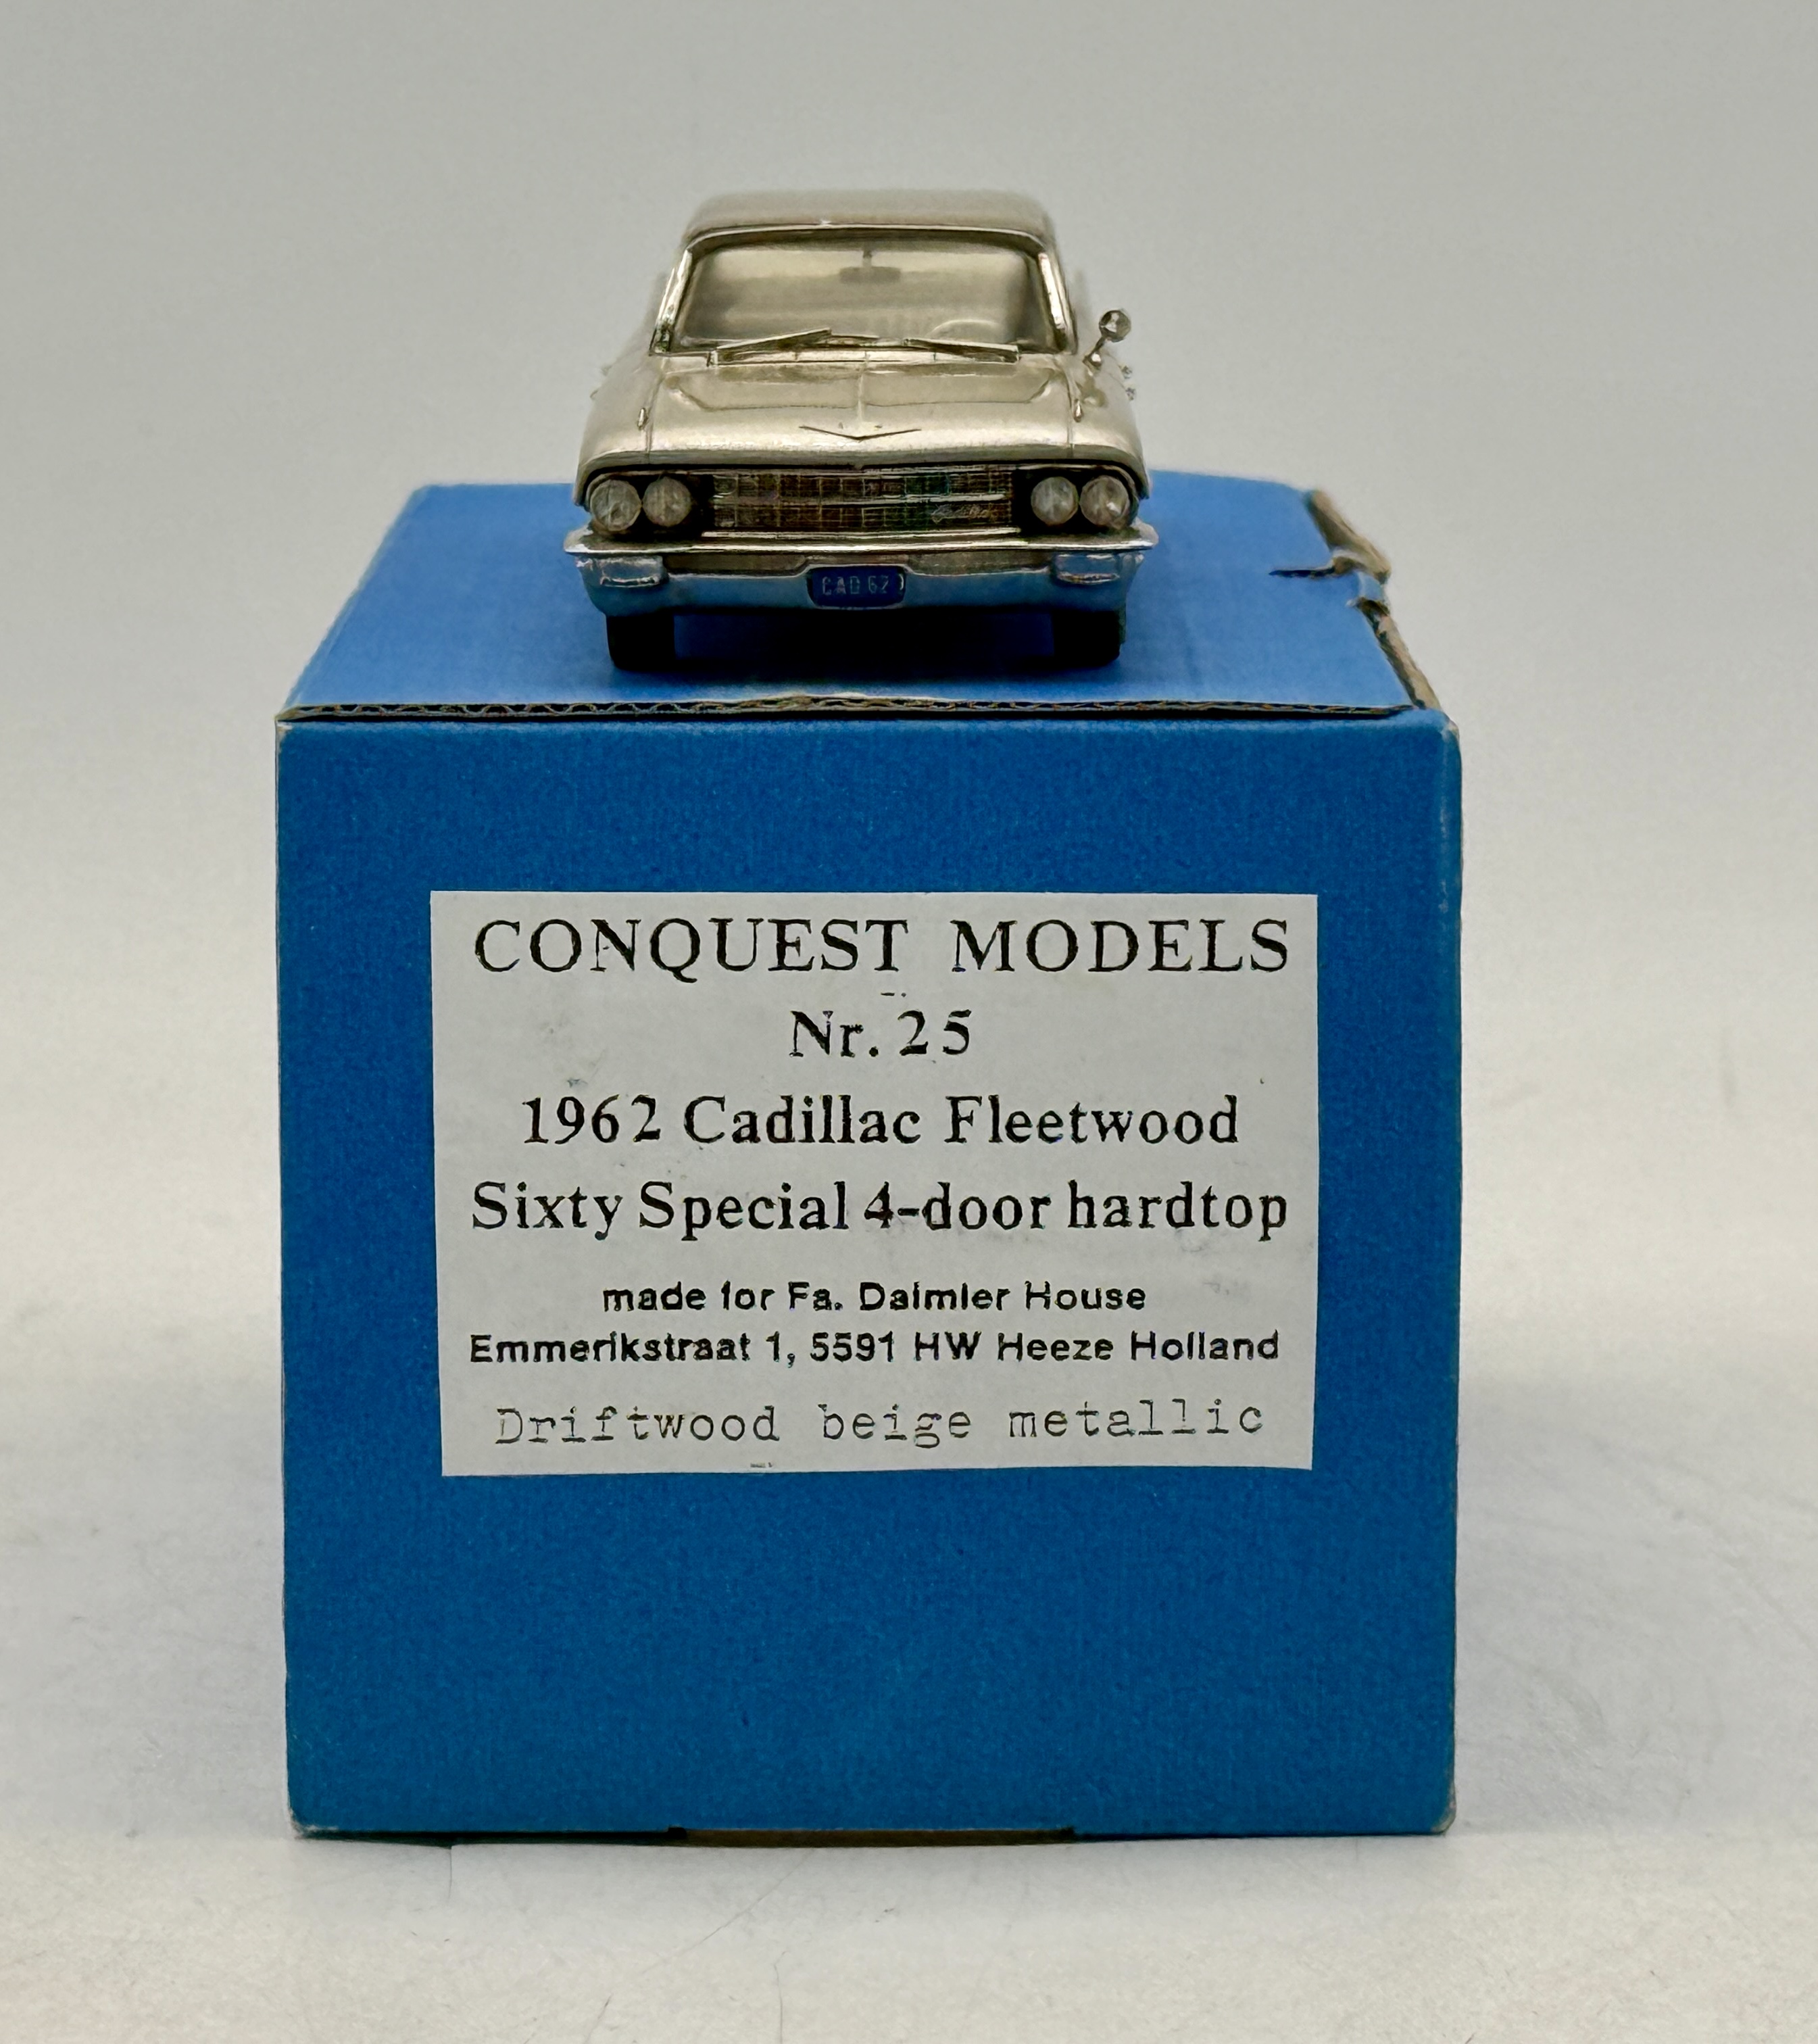 Cadillac
CAD 62
CONQUEST MODELS
Nr. 25
1962 Cadillac Fleetwood
Sixty Special 4-door hardtop
made for Fa. Daimler House
Emmerikstraat 1, 5591 HW Heeze Holland
Driftwood beige metallic